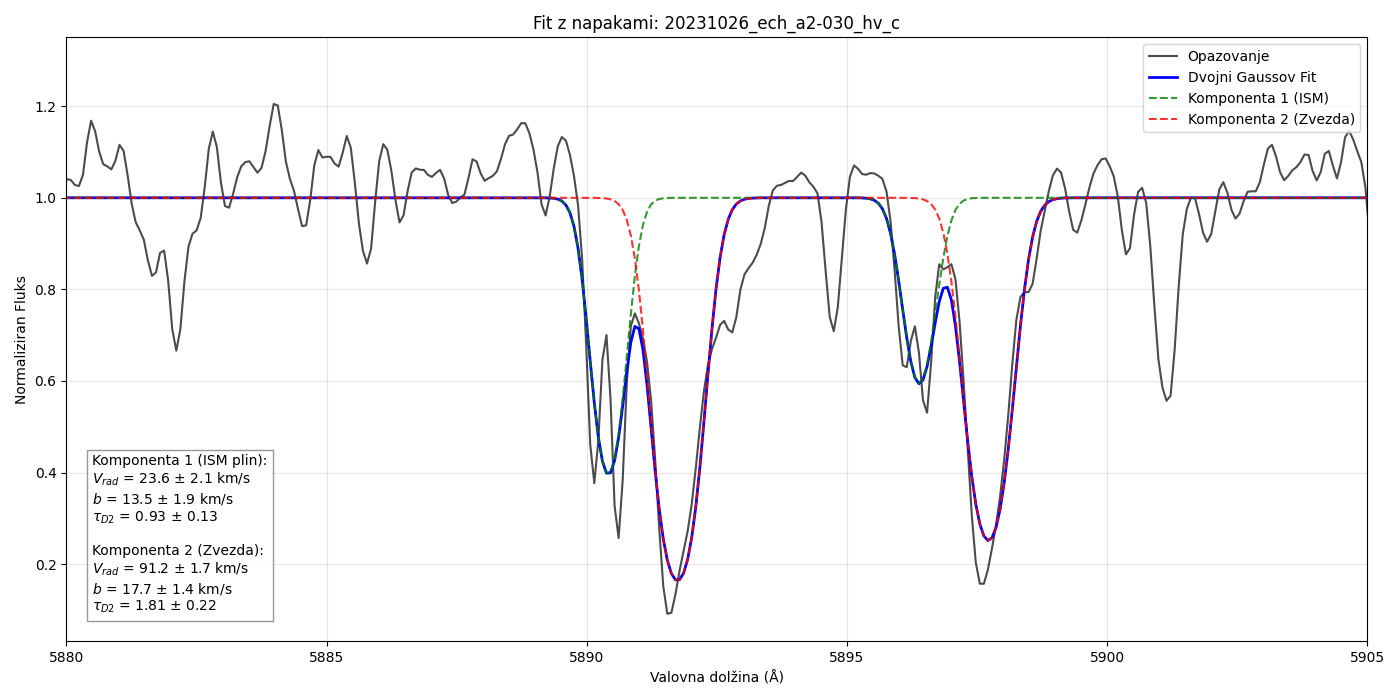 Fit z napakami: 20231026_ech_a2-030_hv_c
Normaliziran Fluks
1.2
1.0
0.8
0.6
0.4
0.2
Opazovanje
Dvojni Gaussov Fit
Komponenta 1 (ISM)
Komponenta 2 (Zvezda)
Komponenta 1 (ISM plin):
V_rad = 23.6 ± 2.1 km/s
b = 13.5 ± 1.9 km/s
τ_D2 = 0.93 ± 0.13
Komponenta 2 (Zvezda):
V_rad = 91.2 ± 1.7 km/s
b = 17.7 ± 1.4 km/s
τ_D2 = 1.81 ± 0.22
5880 5885 5890 5895 5900 5905
Valovna dolžina (Å)